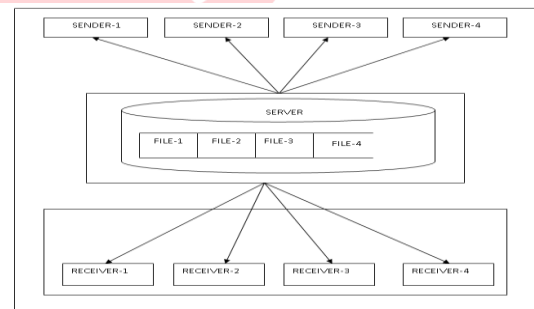 SENDER-1 SENDER-2 SENDER-3 SENDER-4
SERVER
FILE-1 FILE-2 FILE-3 FILE-4
RECEIVER-1 RECEIVER-2 RECEIVER-3 RECEIVER-4